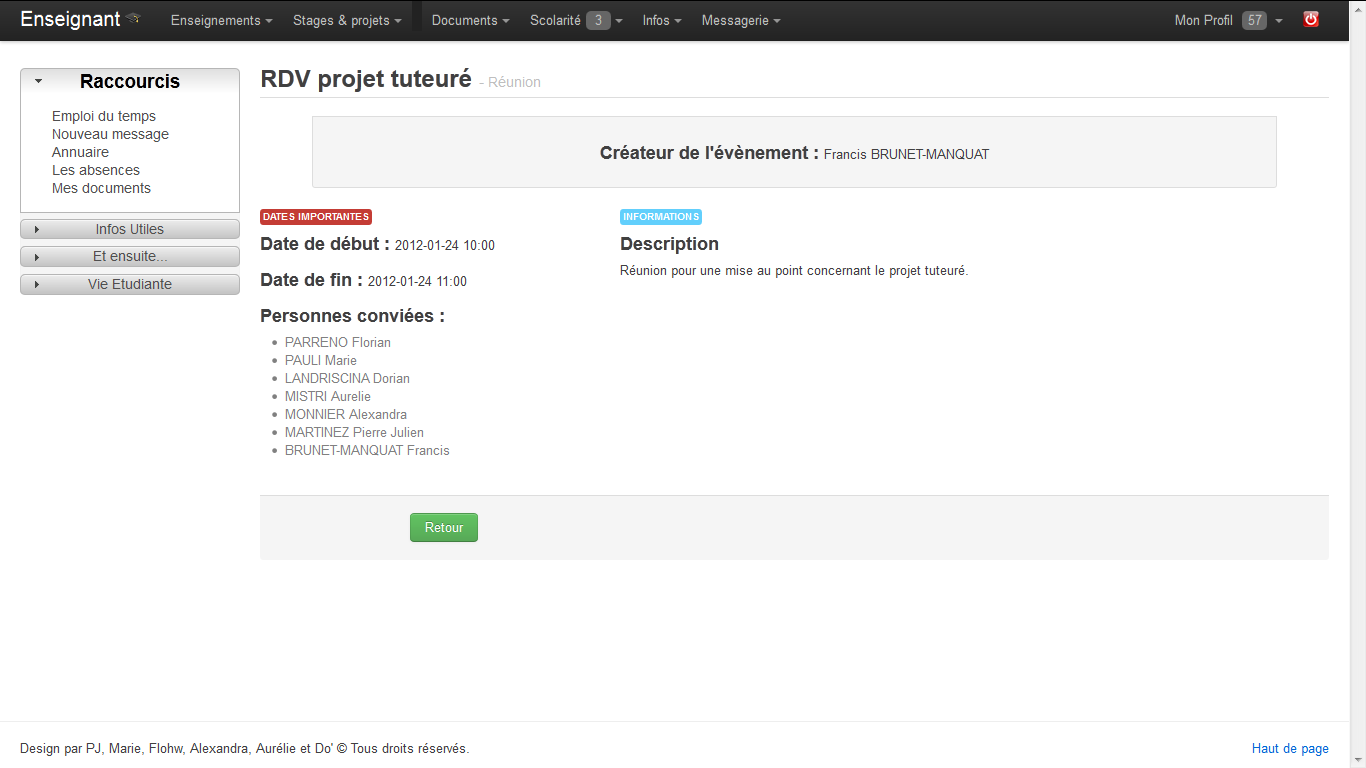 Enseignant Enseignements Stages & projets Documents Scolarité 3 Infos Messagerie Mon Profil 57
Raccourcis
Emploi du temps
Nouveau message
Annuaire
Les absences
Mes documents
Infos Utiles
Et ensuite...
Vie Etudiante
RDV projet tuteuré - Réunion
Créateur de l'évènement : Francis BRUNET-MANQUAT
DATES IMPORTANTES
Date de début : 2012-01-24 10:00
Date de fin : 2012-01-24 11:00
Personnes conviées :
• PARRENO Florian
• PAULI Marie
• LANDRISCINA Dorian
• MISTRI Aurelie
• MONNIER Alexandra
• MARTINEZ Pierre Julien
• BRUNET-MANQUAT Francis
INFORMATIONS
Description
Réunion pour une mise au point concernant le projet tuteuré.
Retour
Design par PJ, Marie, Flohw, Alexandra, Aurélie et Do' © Tous droits réservés. Haut de page